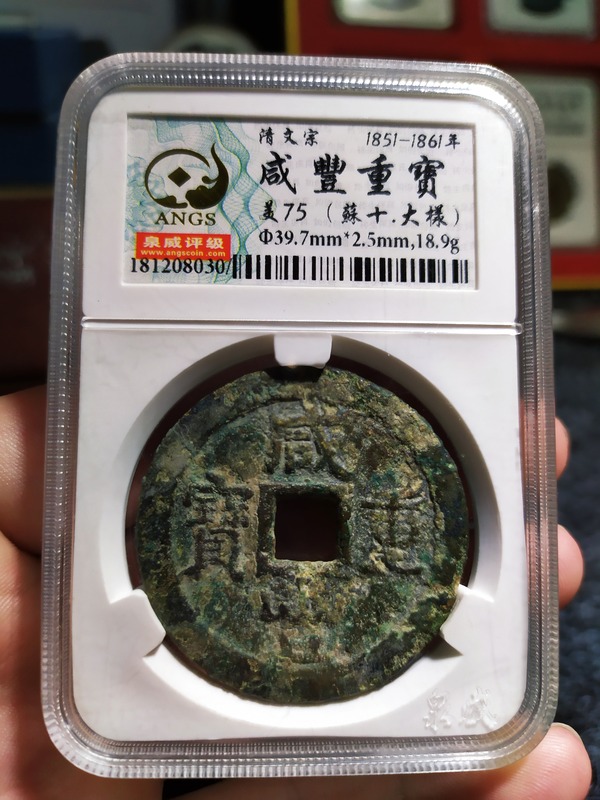 清文宗 1851-1861年
咸豐重寶
美75（蘇十.大樣）
Φ39.7mm*2.5mm,18.9g
ANGS
泉威评级
www.angscoin.com
181208030/
咸
豐
重
寶
泉威